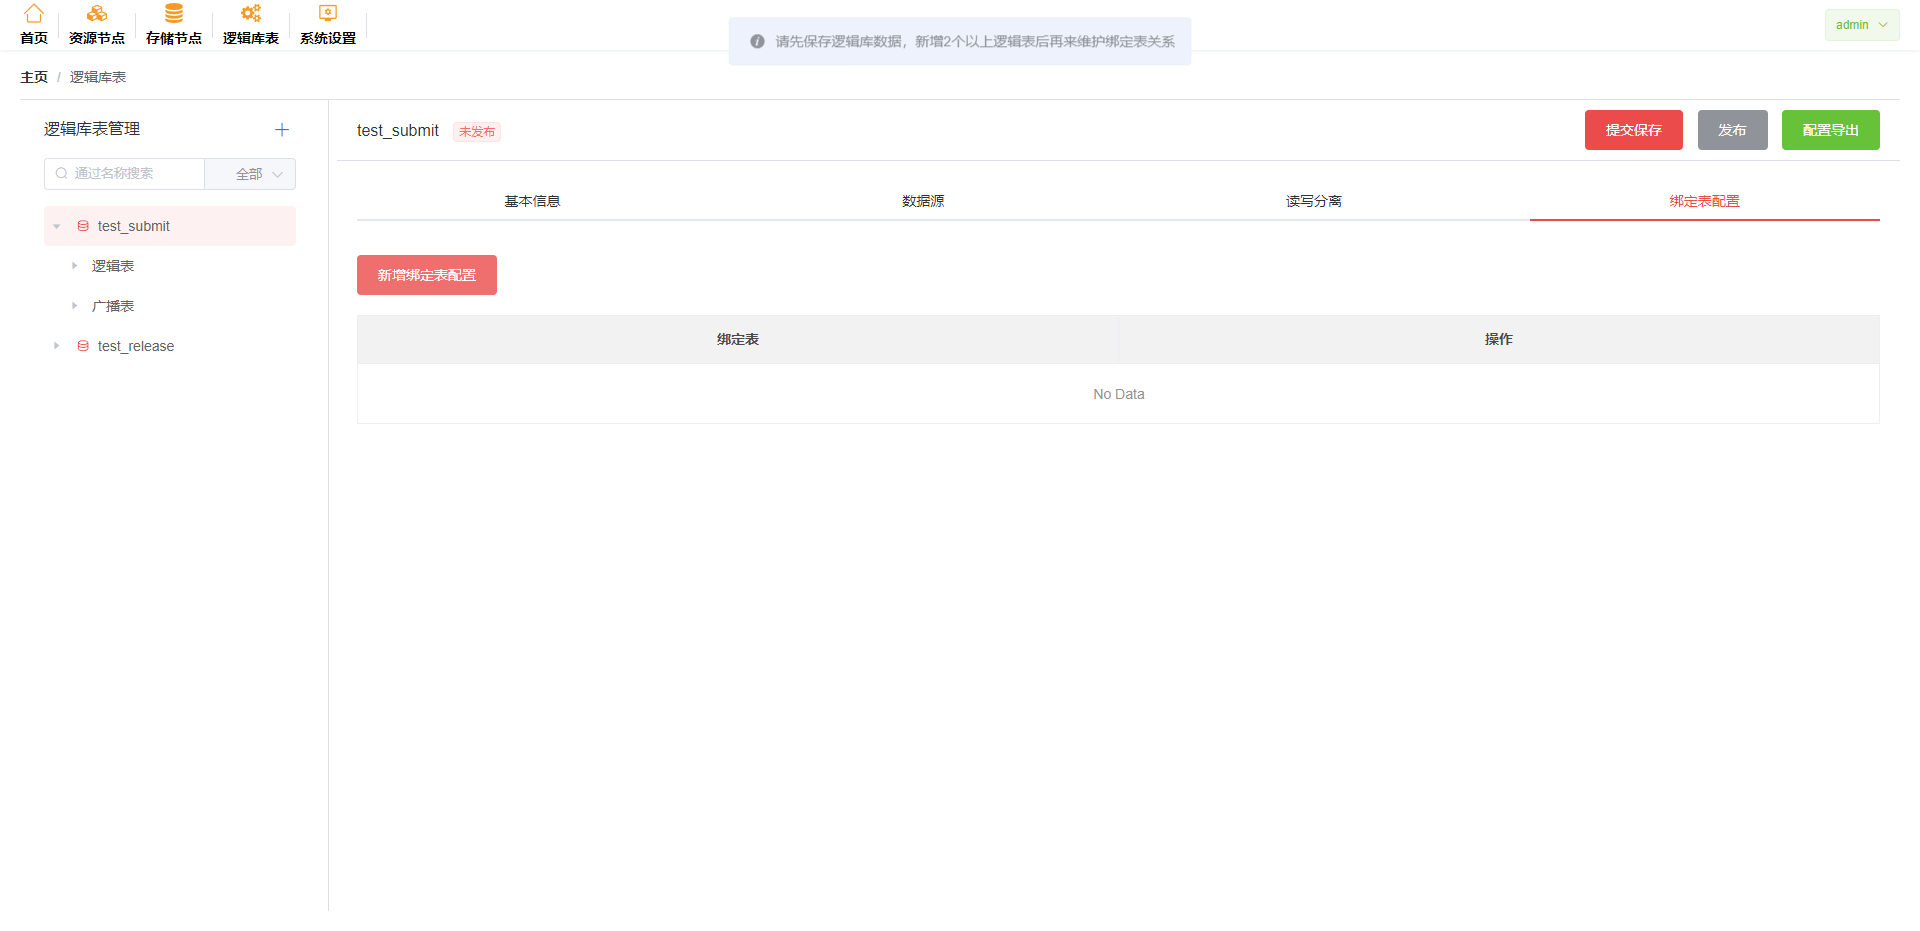 首页
资源节点
存储节点
逻辑库表
系统设置
请先保存逻辑库数据，新增2个以上逻辑表后再来维护绑定表关系
admin
主页 / 逻辑库表
逻辑库表管理
通过名称搜索
全部
test_submit
逻辑表
广播表
test_release
test_submit 未发布
提交保存
发布
配置导出
基本信息
数据源
读写分离
绑定表配置
新增绑定表配置
绑定表
操作
No Data